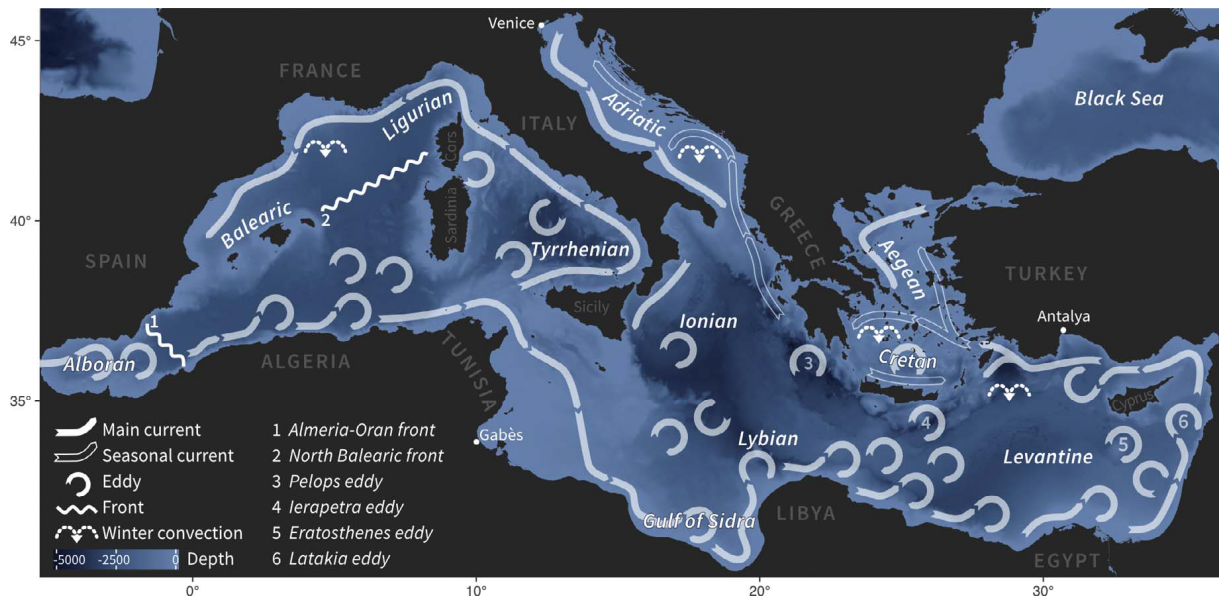 Venice
45°
FRANCE
Black Sea
Ligurian
ITALY
Adriatic
Cors
40°
2
Balearic
Sardinia
GREECE
Tyrrhenian
Aegean
SPAIN
TURKEY
Sicily
Antalya
1
Ionian
ALGERIA
TUNISIA
Alboran
3
Cretan
35°
Cyprus
4
6
5
Main current
1 Almeria-Oran front
Gabès
Lybian
Seasonal current
2 North Balearic front
Levantine
Eddy
3 Pelops eddy
Front
4 Ierapetra eddy
Gulf of Sidra
LIBYA
Winter convection
5 Eratosthenes eddy
-5000 -2500 0 Depth
6 Latakia eddy
EGYPT
0° 10° 20° 30°